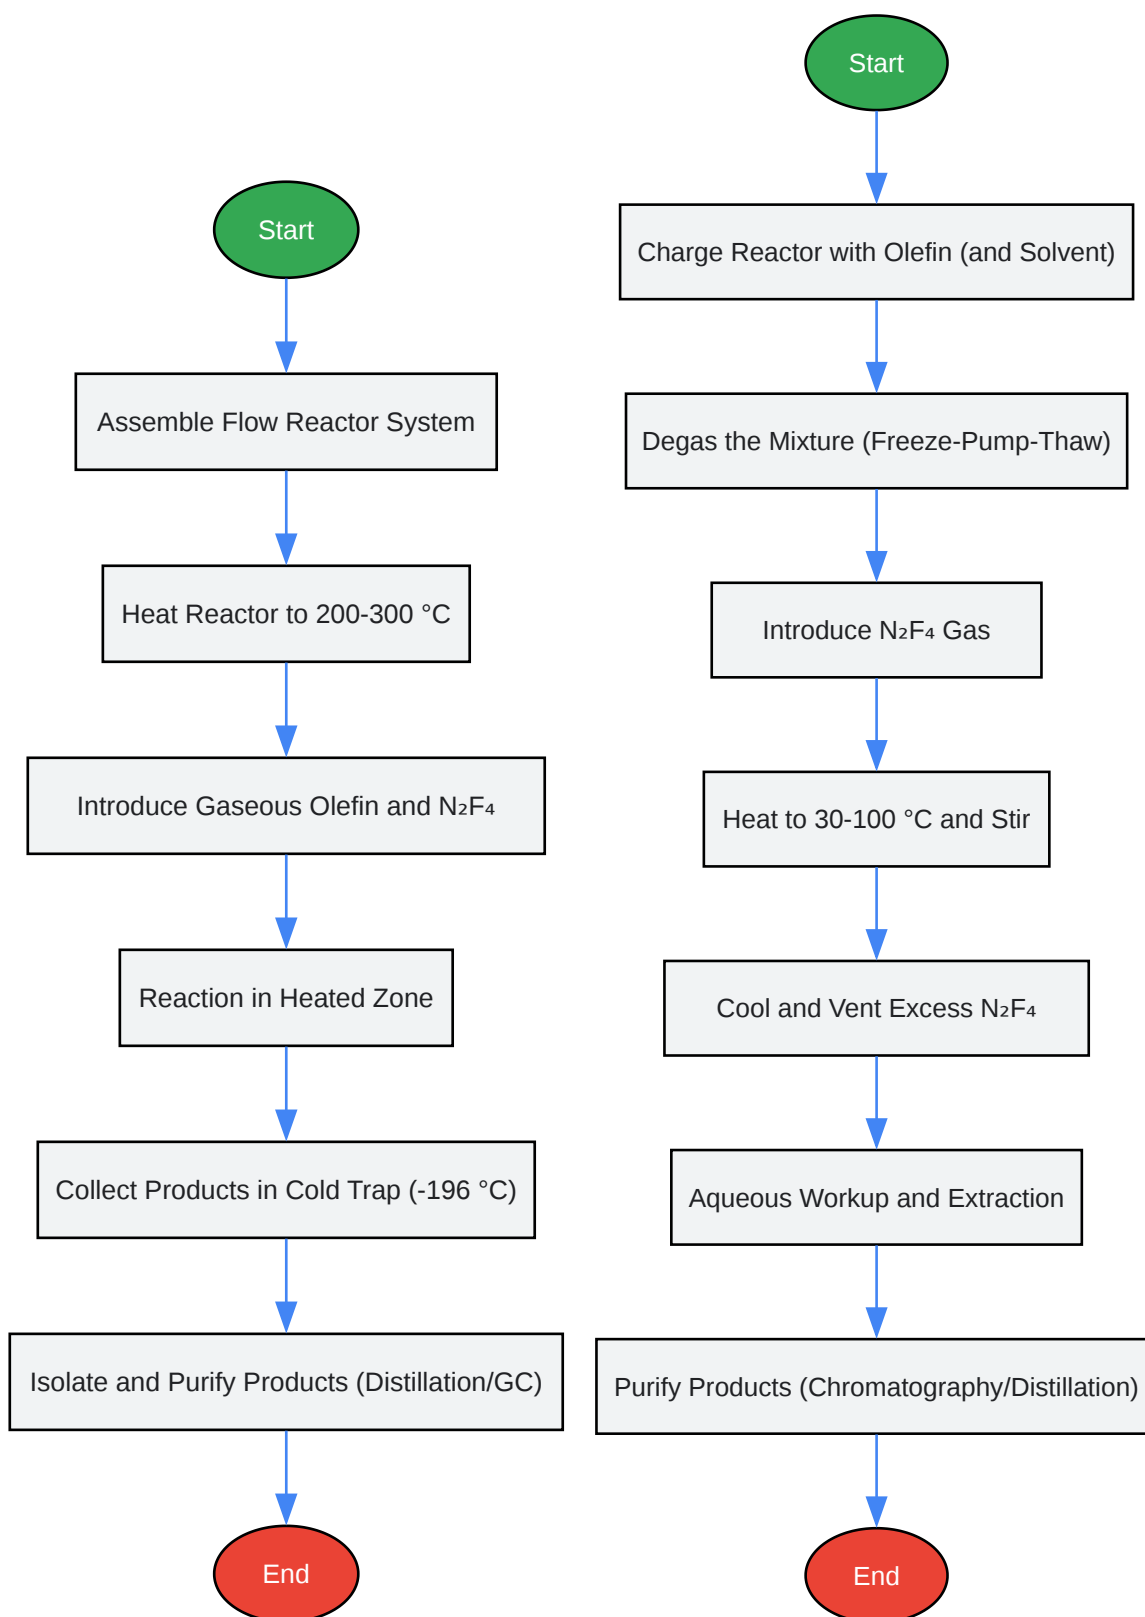 Start
Assemble Flow Reactor System
Heat Reactor to 200-300 °C
Introduce Gaseous Olefin and N₂F₄
Reaction in Heated Zone
Collect Products in Cold Trap (-196 °C)
Isolate and Purify Products (Distillation/GC)
End
Start
Charge Reactor with Olefin (and Solvent)
Degas the Mixture (Freeze-Pump-Thaw)
Introduce N₂F₄ Gas
Heat to 30-100 °C and Stir
Cool and Vent Excess N₂F₄
Aqueous Workup and Extraction
Purify Products (Chromatography/Distillation)
End